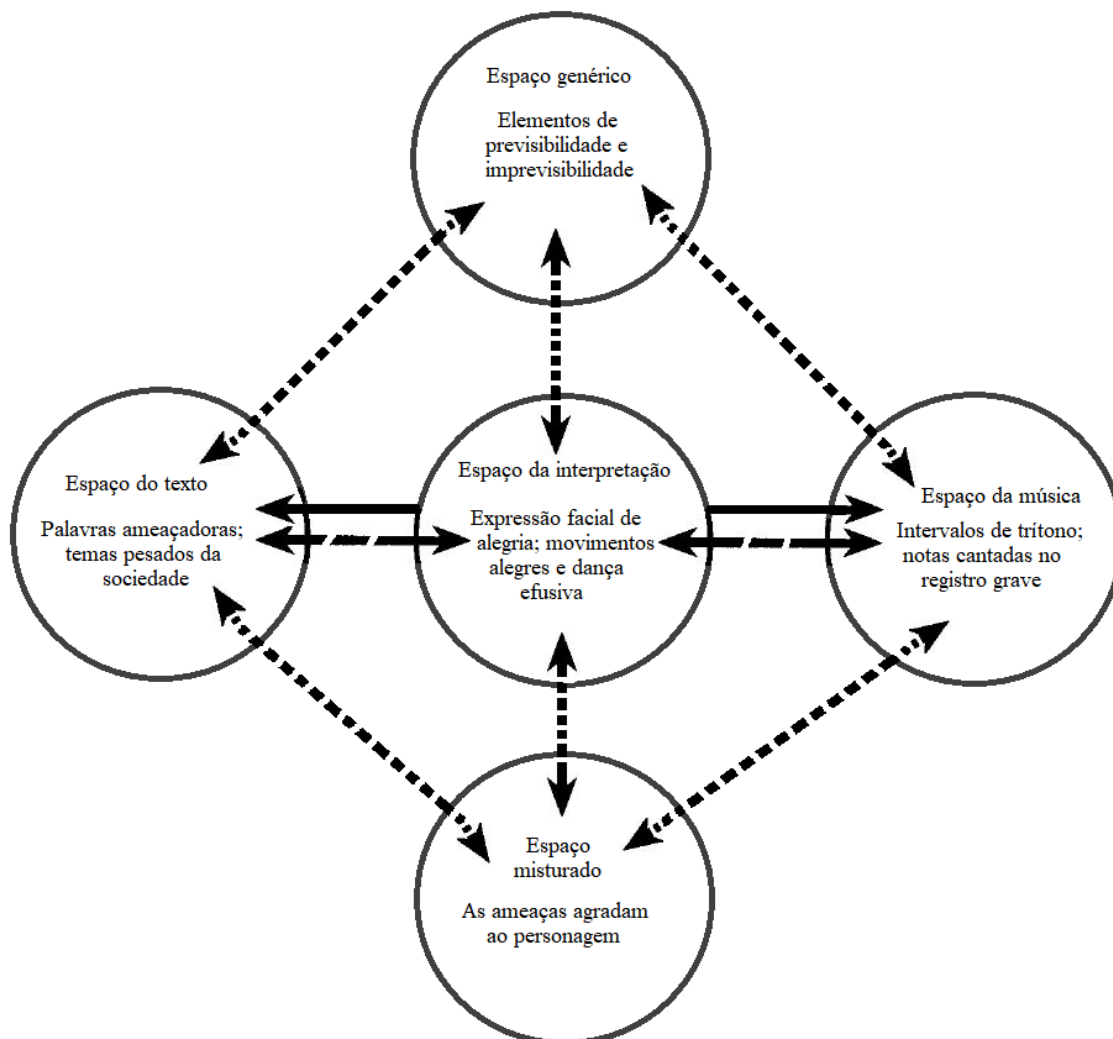 Espaço genérico
Elementos de
previsibilidade e
imprevisibilidade
Espaço do texto
Palavras ameaçadoras;
temas pesados da
sociedade
Espaço da interpretação
Expressão facial de
alegria; movimentos
alegres e dança
efusiva
Espaço da música
Intervalos de trítono;
notas cantadas no
registro grave
Espaço
misturado
As ameaças agradam
ao personagem